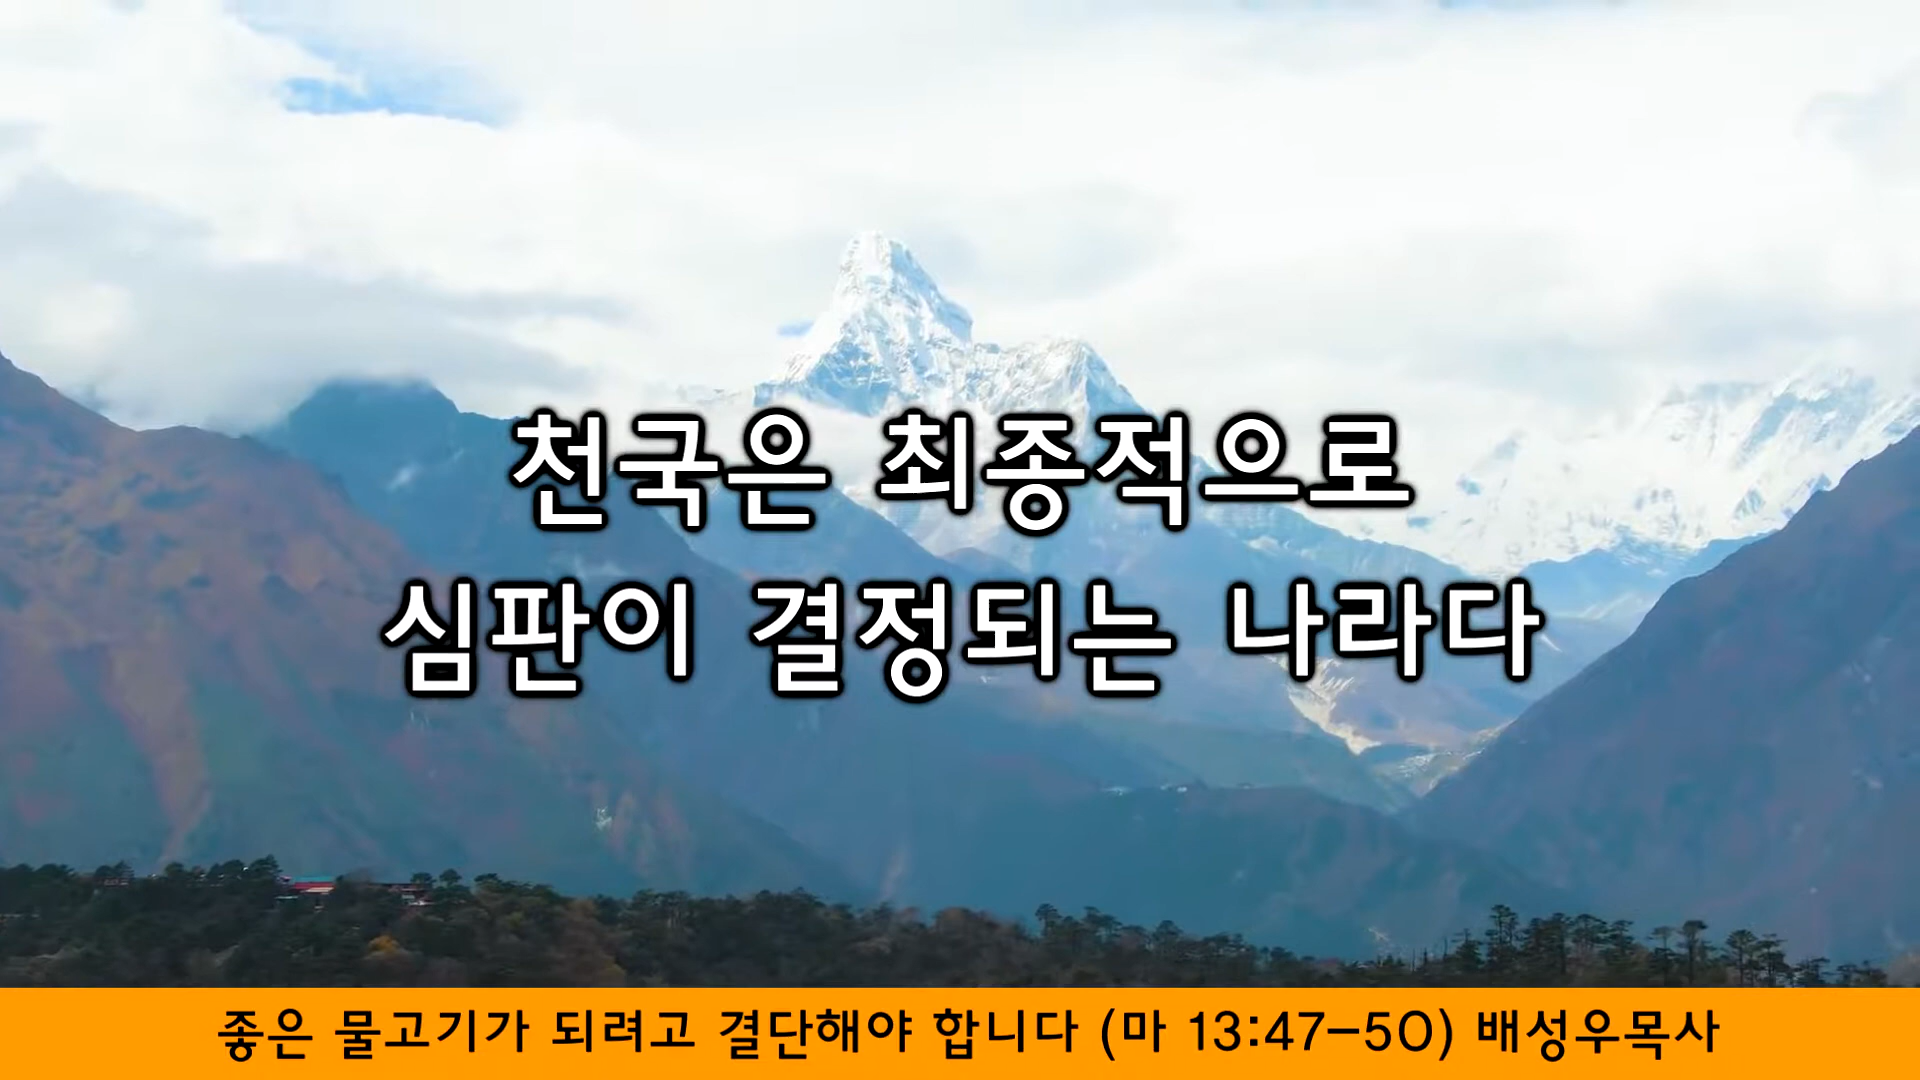 천국은 최종적으로
심판이 결정되는 나라다
좋은 물고기가 되려고 결단해야 합니다 (마 13:47-50) 배성우목사